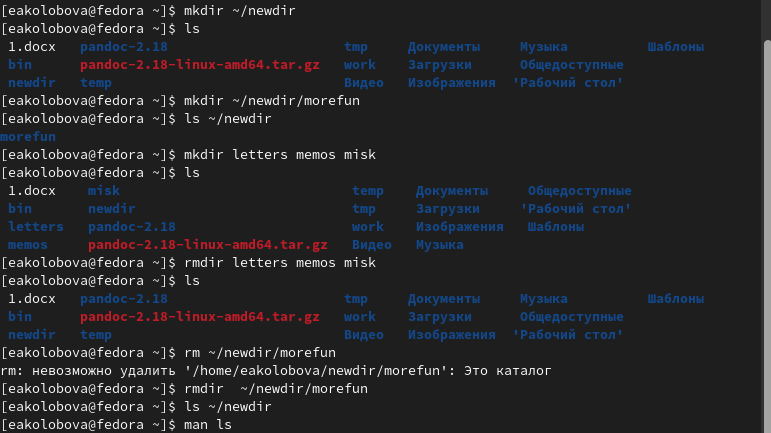 [eakolobova@fedora ~]$ mkdir ~/newdir
[eakolobova@fedora ~]$ ls
1.docx pandoc-2.18 tmp Документы Музыка Шаблоны
bin pandoc-2.18-linux-amd64.tar.gz work Загрузки Общедоступные
newdir temp Видео Изображения 'Рабочий стол'
[eakolobova@fedora ~]$ mkdir ~/newdir/morefun
[eakolobova@fedora ~]$ ls ~/newdir
morefun
[eakolobova@fedora ~]$ mkdir letters memos misk
[eakolobova@fedora ~]$ ls
1.docx misk temp Документы Общедоступные
bin newdir tmp Загрузки 'Рабочий стол'
letters pandoc-2.18 work Изображения Шаблоны
memos pandoc-2.18-linux-amd64.tar.gz Видео Музыка
[eakolobova@fedora ~]$ rmdir letters memos misk
[eakolobova@fedora ~]$ ls
1.docx pandoc-2.18 tmp Документы Музыка Шаблоны
bin pandoc-2.18-linux-amd64.tar.gz work Загрузки Общедоступные
newdir temp Видео Изображения 'Рабочий стол'
[eakolobova@fedora ~]$ rm ~/newdir/morefun
rm: невозможно удалить '/home/eakolobova/newdir/morefun': Это каталог
[eakolobova@fedora ~]$ rmdir  ~/newdir/morefun
[eakolobova@fedora ~]$ ls ~/newdir
[eakolobova@fedora ~]$ man ls